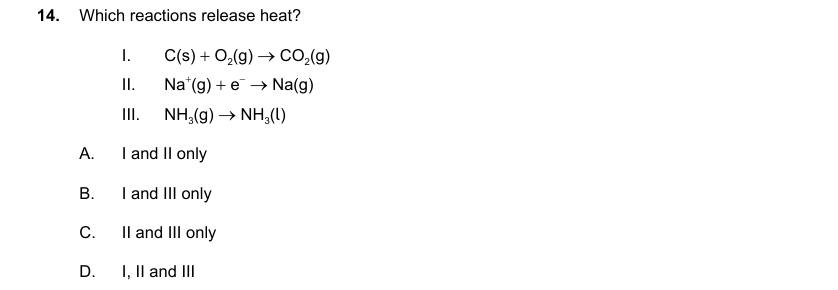 14. Which reactions release heat?
I. C(s) + O₂(g) → CO₂(g)
II. Na⁺(g) + e⁻ → Na(g)
III. NH₃(g) → NH₃(l)
A. I and II only
B. I and III only
C. II and III only
D. I, II and III